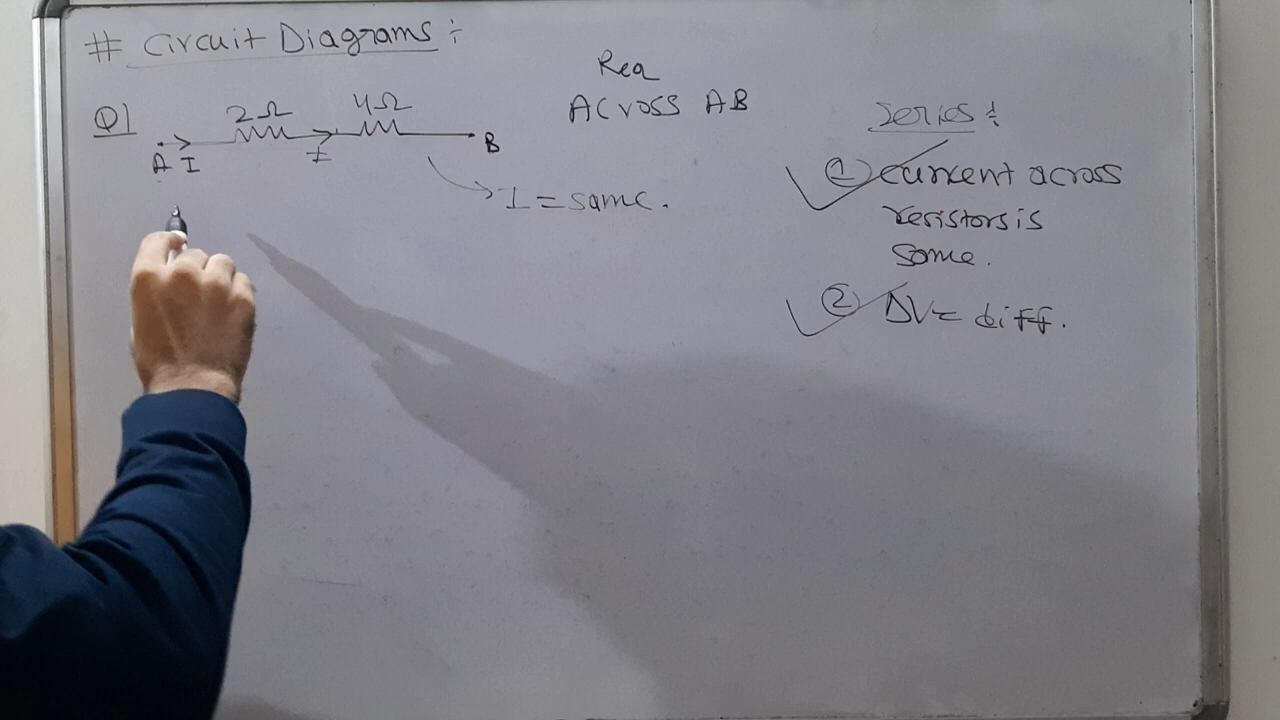 # Circuit Diagrams :
Q1
2Ω 4Ω
A I I B
I = same.
Req
Across AB
Series :
① current across
resistors is
same.
② ΔV = diff.